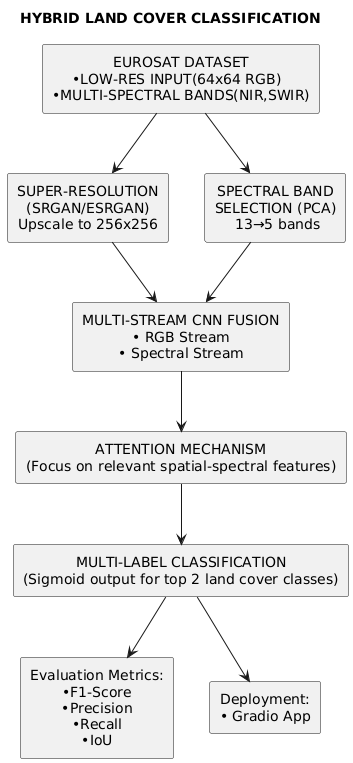 HYBRID LAND COVER CLASSIFICATION
EUROSAT DATASET
•LOW-RES INPUT(64x64 RGB)
•MULTI-SPECTRAL BANDS(NIR,SWIR)
SUPER-RESOLUTION
(SRGAN/ESRGAN)
Upscale to 256x256
SPECTRAL BAND
SELECTION (PCA)
13→5 bands
MULTI-STREAM CNN FUSION
• RGB Stream
• Spectral Stream
ATTENTION MECHANISM
(Focus on relevant spatial-spectral features)
MULTI-LABEL CLASSIFICATION
(Sigmoid output for top 2 land cover classes)
Evaluation Metrics:
•F1-Score
•Precision
•Recall
•IoU
Deployment:
• Gradio App